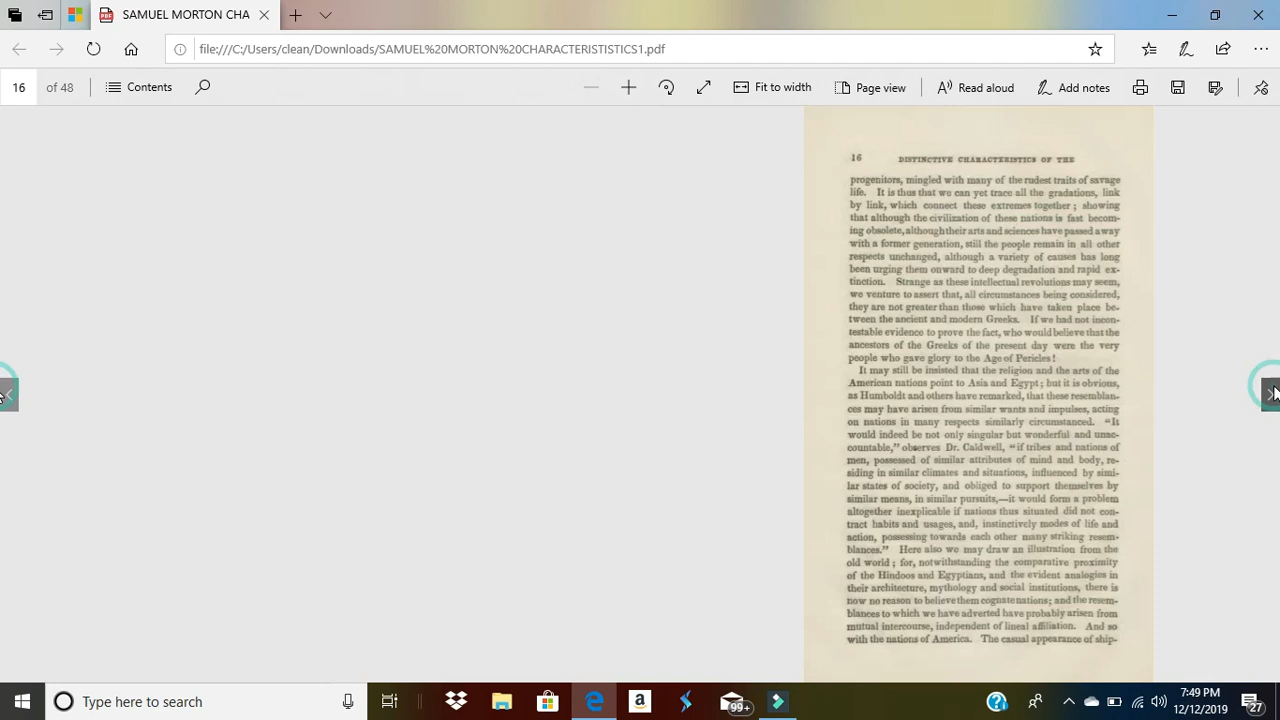 SAMUEL MORTON CHA
file:///C:/Users/clean/Downloads/SAMUEL%20MORTON%20CHARACTERISTISTICS1.pdf
16 of 48 Contents Fit to width Page view Read aloud Add notes
16 DISTINCTIVE CHARACTERISTICS OF THE
progenitors, mingled with many of the rudest traits of savage
life. It is thus that we can yet trace all the gradations, link
by link, which connect these extremes together; showing
that although the civilization of these nations is fast becom-
ing obsolete, although their arts and sciences have passed away
with a former generation, still the people remain in all other
respects unchanged, although a variety of causes has long
been urging them onward to deep degradation and rapid ex-
tinction. Strange as these intellectual revolutions may seem,
we venture to assert that, all circumstances being considered,
they are not greater than those which have taken place be-
tween the ancient and modern Greeks. If we had not incon-
testable evidence to prove the fact, who would believe that the
ancestors of the Greeks of the present day were the very
people who gave glory to the Age of Pericles!
It may still be insisted that the religion and the arts of the
American nations point to Asia and Egypt; but it is obvious,
as Humboldt and others have remarked, that these resemblan-
ces may have arisen from similar wants and impulses, acting
on nations in many respects similarly circumstanced. "It
would indeed be not only singular but wonderful and unac-
countable," observes Dr. Caldwell, "if tribes and nations of
men, possessed of similar attributes of mind and body, re-
siding in similar climates and situations, influenced by simi-
lar states of society, and obliged to support themselves by
similar means, in similar pursuits,—it would form a problem
altogether inexplicable if nations thus situated did not con-
tract habits and usages, and, instinctively modes of life and
action, possessing towards each other many striking resem-
blances." Here also we may draw an illustration from the
old world; for, notwithstanding the comparative proximity
of the Hindoos and Egyptians, and the evident analogies in
their architecture, mythology and social institutions, there is
now no reason to believe them cognate nations; and the resem-
blances to which we have adverted have probably arisen from
mutual intercourse, independent of lineal affiliation. And so
with the nations of America. The casual appearance of ship-
Type here to search
99+
7:49 PM
12/12/2019
27